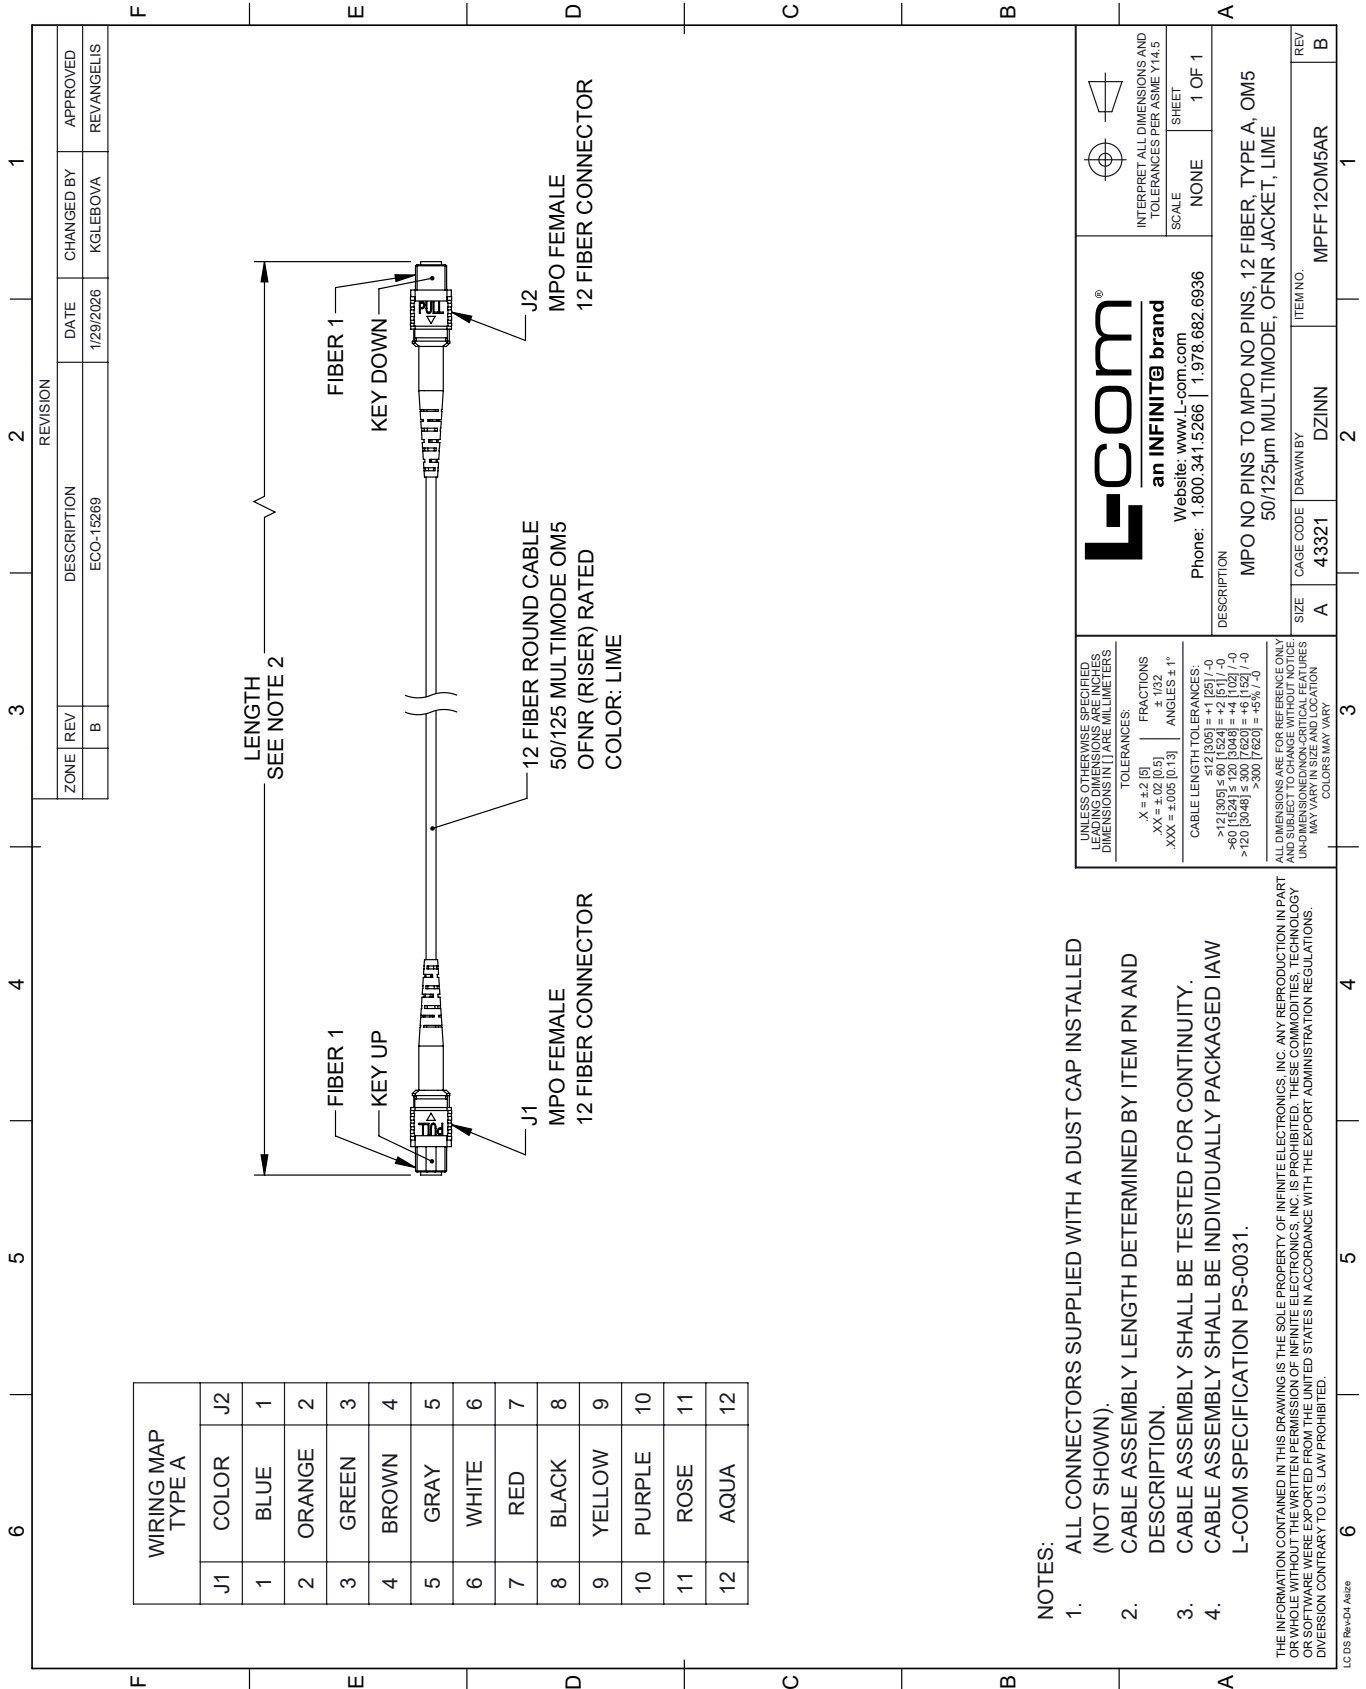 6
5
4
3
2
1
F
E
D
C
B
A
F
E
D
C
B
A
REVISION
ZONE REV DESCRIPTION DATE CHANGED BY APPROVED
B ECO-15269 1/29/2026 KGLEBOVA REVANGELIS
WIRING MAP
TYPE A
J1 COLOR J2
1 BLUE 1
2 ORANGE 2
3 GREEN 3
4 BROWN 4
5 GRAY 5
6 WHITE 6
7 RED 7
8 BLACK 8
9 YELLOW 9
10 PURPLE 10
11 ROSE 11
12 AQUA 12
LENGTH
SEE NOTE 2
FIBER 1
KEY UP
PULL
J1
MPO FEMALE
12 FIBER CONNECTOR
12 FIBER ROUND CABLE
50/125 MULTIMODE OM5
OFNR (RISER) RATED
COLOR: LIME
FIBER 1
KEY DOWN
PULL
J2
MPO FEMALE
12 FIBER CONNECTOR
NOTES:
1. ALL CONNECTORS SUPPLIED WITH A DUST CAP INSTALLED
(NOT SHOWN).
2. CABLE ASSEMBLY LENGTH DETERMINED BY ITEM PN AND
DESCRIPTION.
3. CABLE ASSEMBLY SHALL BE TESTED FOR CONTINUITY.
4. CABLE ASSEMBLY SHALL BE INDIVIDUALLY PACKAGED IAW
L-COM SPECIFICATION PS-0031.
THE INFORMATION CONTAINED IN THIS DRAWING IS THE SOLE PROPERTY OF INFINITE ELECTRONICS, INC. ANY REPRODUCTION IN PART
OR WHOLE WITHOUT THE WRITTEN PERMISSION OF INFINITE ELECTRONICS, INC. IS PROHIBITED. THESE COMMODITIES, TECHNOLOGY
OR SOFTWARE WERE EXPORTED FROM THE UNITED STATES IN ACCORDANCE WITH THE EXPORT ADMINISTRATION REGULATIONS.
DIVERSION CONTRARY TO U.S. LAW PROHIBITED.
UNLESS OTHERWISE SPECIFIED
LEADING DIMENSIONS ARE INCHES
DIMENSIONS IN [ ] ARE MILLIMETERS
TOLERANCES:
.X = ±.2 [5] FRACTIONS
.XX = ±.02 [0.5] ± 1/32
.XXX = ±.005 [0.13] ANGLES ± 1°
CABLE LENGTH TOLERANCES:
≤12 [305] = +1 [25] / -0
>12 [305] ≤ 60 [1524] = +2 [51] / -0
>60 [1524] ≤ 120 [3048] = +4 [102] / -0
>120 [3048] ≤ 300 [7620] = +6 [152] / -0
>300 [7620] = +5% / -0
ALL DIMENSIONS ARE FOR REFERENCE ONLY
AND SUBJECT TO CHANGE WITHOUT NOTICE.
UN-DIMENSIONED/NON-CRITICAL FEATURES
MAY VARY IN SIZE AND LOCATION
COLORS MAY VARY
L-com®
an INFINITE brand
Website: www.L-com.com
Phone: 1.800.341.5266 | 1.978.682.6936
INTERPRET ALL DIMENSIONS AND
TOLERANCES PER ASME Y14.5
SCALE NONE
SHEET 1 OF 1
DESCRIPTION
MPO NO PINS TO MPO NO PINS, 12 FIBER, TYPE A, OM5
50/125µm MULTIMODE, OFNR JACKET, LIME
SIZE A
CAGE CODE 43321
DRAWN BY DZINN
ITEM NO. MPFF12OM5AR
REV B
LC DS Rev-D4 Asize
6
5
4
3
2
1